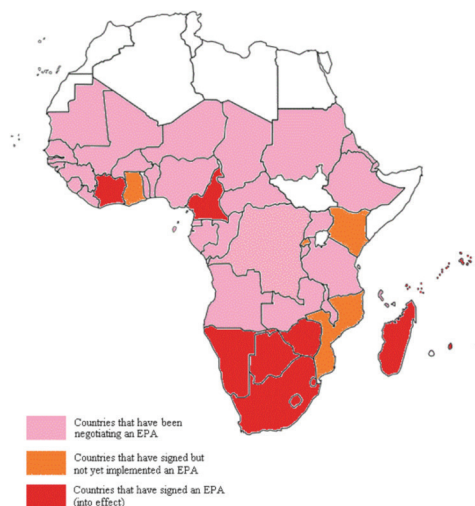 Countries that have been
negotiating an EPA
Countries that have signed but
not yet implemented an EPA
Countries that have signed an EPA
(into effect)